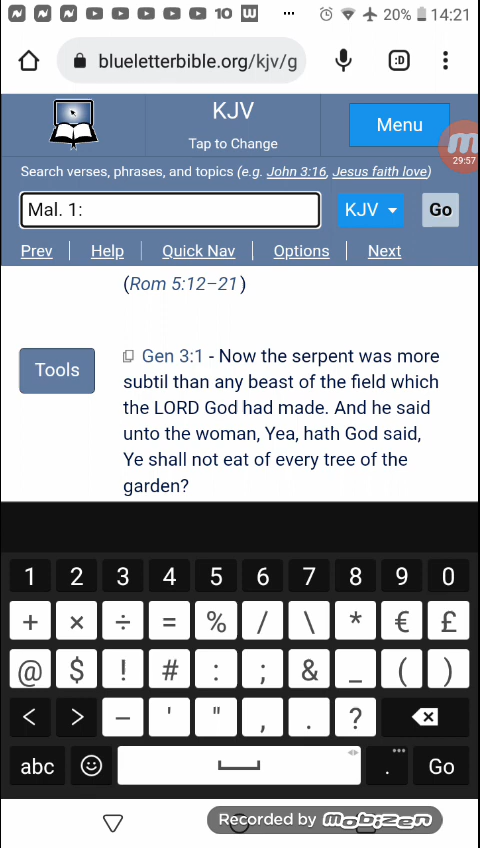 10 W ... 20% 14:21
blueletterbible.org/kjv/g :D
KJV
Tap to Change
Menu
29:57
Search verses, phrases, and topics (e.g. John 3:16, Jesus faith love)
Mal. 1: KJV Go
Prev Help Quick Nav Options Next
(Rom 5:12–21)
Tools
Gen 3:1 - Now the serpent was more
subtil than any beast of the field which
the LORD God had made. And he said
unto the woman, Yea, hath God said,
Ye shall not eat of every tree of the
garden?
1 2 3 4 5 6 7 8 9 0
+ × ÷ = % / \ * € £
@ $ ! # : ; & _ ( )
< > – ' " , . ?
abc . Go
Recorded by mobizen